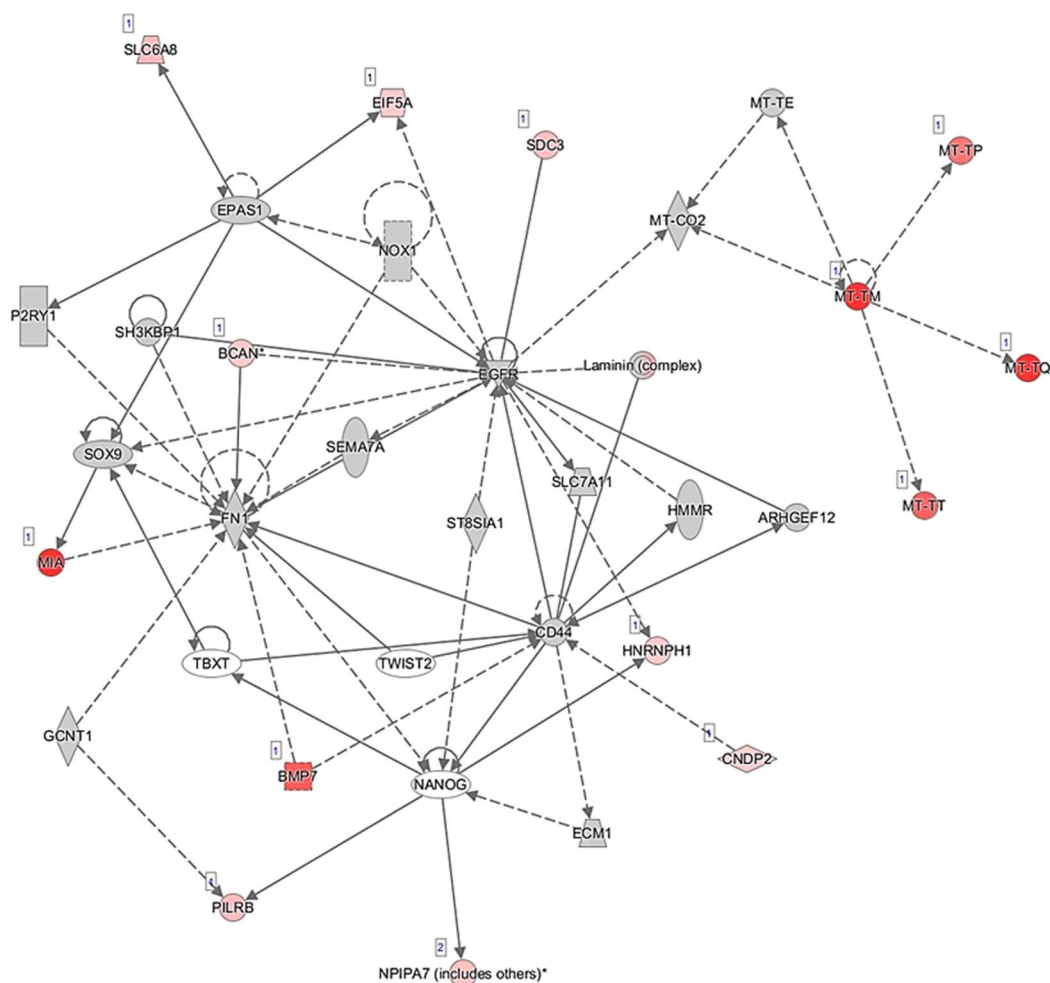 1
SLC6A8
1
EIF5A
MT-TE
1
SDC3
1
MT-TP
EPAS1
MT-CO2
NOX1
1
MT-TM
P2RY1
SH3KBP1
1
BCAN*
1
MT-TQ
EGFR
Laminin (complex)
SOX9
SEMA7A
SLC7A11
1
MT-TT
FN1
ST8SIA1
HMMR
ARHGEF12
1
MIA
CD44
1
HNRNPH1
TBXT
TWIST2
GCNT1
1
CNDP2
1
BMP7
NANOG
ECM1
1
PILRB
2
NPIPA7 (includes others)*